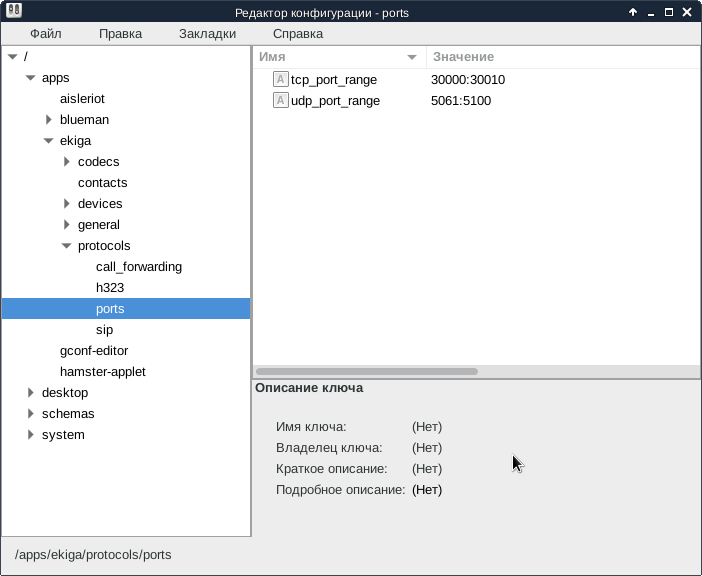 Редактор конфигурации - ports
Файл Правка Закладки Справка
/
apps
aisleriot
blueman
ekiga
codecs
contacts
devices
general
protocols
call_forwarding
h323
ports
sip
gconf-editor
hamster-applet
desktop
schemas
system
Имя Значение
tcp_port_range 30000:30010
udp_port_range 5061:5100
Описание ключа
Имя ключа: (Нет)
Владелец ключа: (Нет)
Краткое описание: (Нет)
Подробное описание: (Нет)
/apps/ekiga/protocols/ports